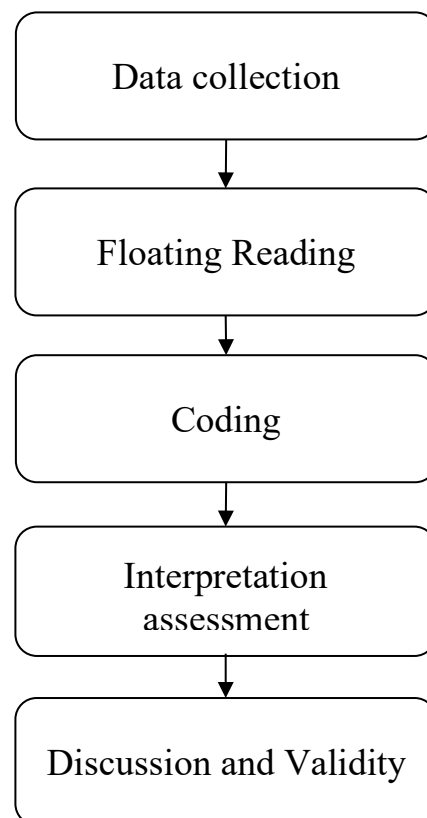 Data collection
Floating Reading
Coding
Interpretation
assessment
Discussion and Validity